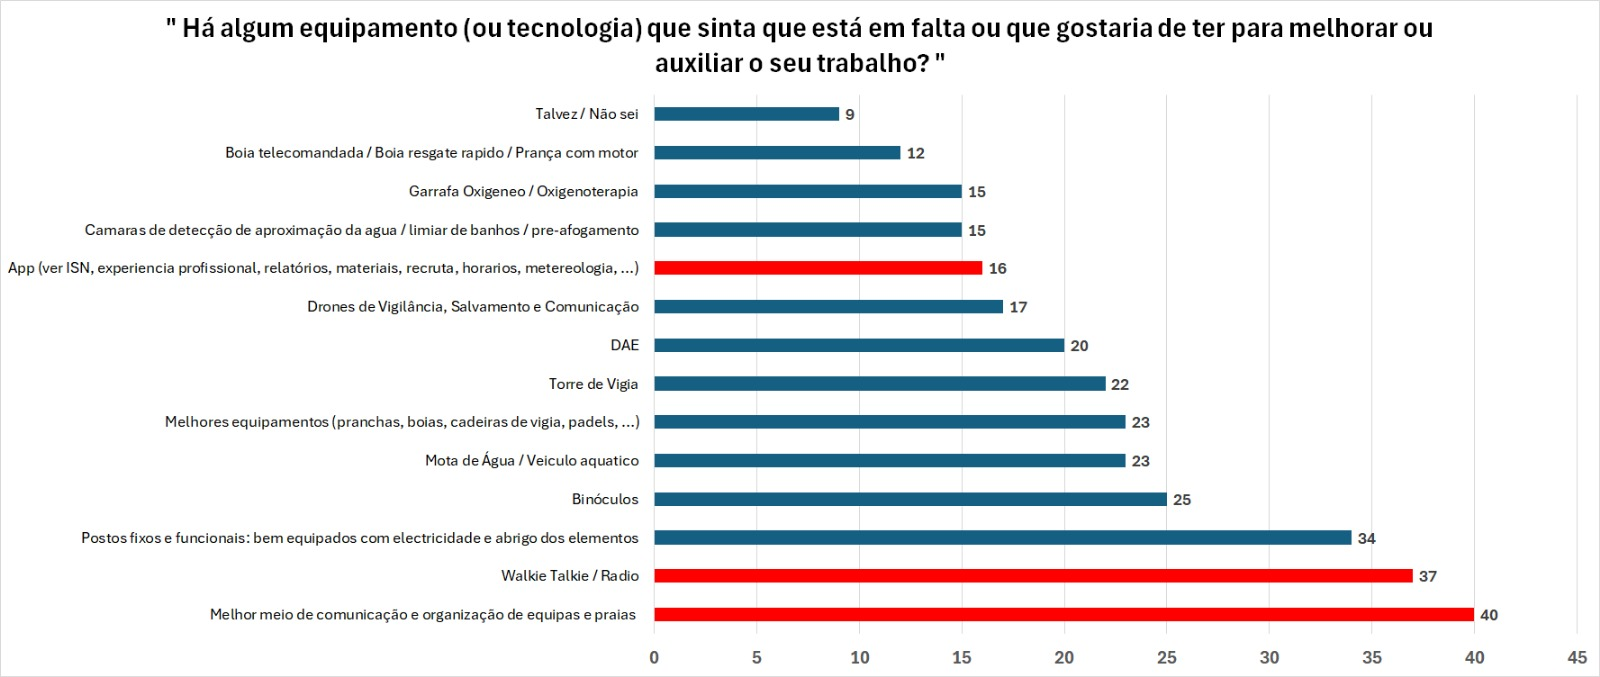 " Há algum equipamento (ou tecnologia) que sinta que está em falta ou que gostaria de ter para melhorar ou
auxiliar o seu trabalho? "
Talvez / Não sei 9
Boia telecomandada / Boia resgate rapido / Prança com motor 12
Garrafa Oxigeneo / Oxigenoterapia 15
Camaras de detecção de aproximação da agua / limiar de banhos / pre-afogamento 15
App (ver ISN, experiencia profissional, relatórios, materiais, recruta, horarios, metereologia, ...) 16
Drones de Vigilância, Salvamento e Comunicação 17
DAE 20
Torre de Vigia 22
Melhores equipamentos (pranchas, boias, cadeiras de vigia, padels, ...) 23
Mota de Água / Veiculo aquatico 23
Binóculos 25
Postos fixos e funcionais: bem equipados com electricidade e abrigo dos elementos 34
Walkie Talkie / Radio 37
Melhor meio de comunicação e organização de equipas e praias 40
0 5 10 15 20 25 30 35 40 45